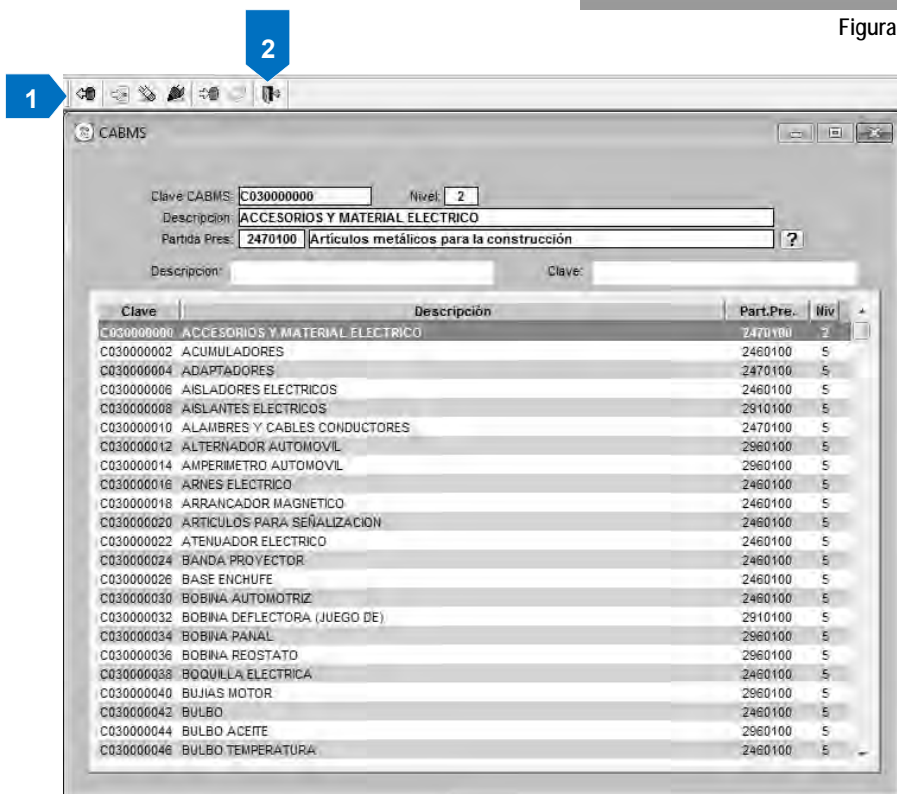 Figura
2
1
CABMS
Clave CABMS: C030000000 Nivel: 2
Descripcion: ACCESORIOS Y MATERIAL ELECTRICO
Partida Pres: 2470100 Artículos metálicos para la construcción ?
Descripcion: Clave:
Clave Descripción Part.Pre. Niv
C030000000 ACCESORIOS Y MATERIAL ELECTRICO 2470100 2
C030000002 ACUMULADORES 2460100 5
C030000004 ADAPTADORES 2470100 5
C030000006 AISLADORES ELECTRICOS 2460100 5
C030000008 AISLANTES ELECTRICOS 2910100 5
C030000010 ALAMBRES Y CABLES CONDUCTORES 2470100 5
C030000012 ALTERNADOR AUTOMOVIL 2960100 5
C030000014 AMPERIMETRO AUTOMOVIL 2960100 5
C030000016 ARNES ELECTRICO 2460100 5
C030000018 ARRANCADOR MAGNETICO 2460100 5
C030000020 ARTICULOS PARA SEÑALIZACION 2460100 5
C030000022 ATENUADOR ELECTRICO 2460100 5
C030000024 BANDA PROYECTOR 2460100 5
C030000026 BASE ENCHUFE 2460100 5
C030000030 BOBINA AUTOMOTRIZ 2460100 5
C030000032 BOBINA DEFLECTORA (JUEGO DE) 2910100 5
C030000034 BOBINA PANAL 2960100 5
C030000036 BOBINA REOSTATO 2960100 5
C030000038 BOQUILLA ELECTRICA 2460100 5
C030000040 BUJIAS MOTOR 2960100 5
C030000042 BULBO 2460100 5
C030000044 BULBO ACEITE 2960100 5
C030000046 BULBO TEMPERATURA 2460100 5